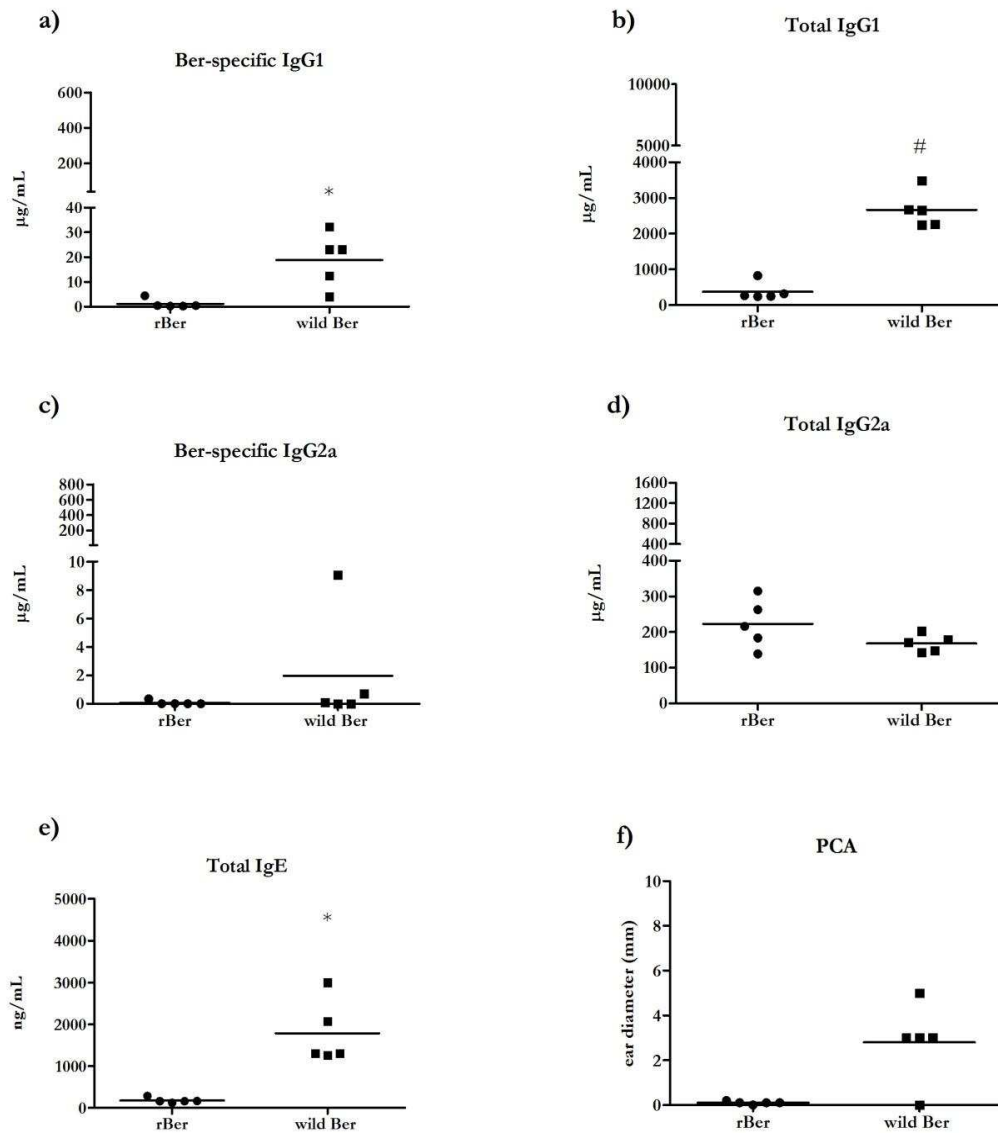 a)
Ber-specific IgG1
600
400
200
40
30
20
10
0
µg/mL
*
rBer
wild Ber
b)
Total IgG1
10000
5000
4000
3000
2000
1000
0
µg/mL
#
rBer
wild Ber
c)
Ber-specific IgG2a
800
600
400
200
10
8
6
4
2
0
µg/mL
rBer
wild Ber
d)
Total IgG2a
1600
1200
800
400
400
300
200
100
0
µg/mL
rBer
wild Ber
e)
Total IgE
5000
4000
3000
2000
1000
0
ng/mL
*
rBer
wild Ber
f)
PCA
10
8
6
4
2
0
ear diameter (mm)
rBer
wild Ber